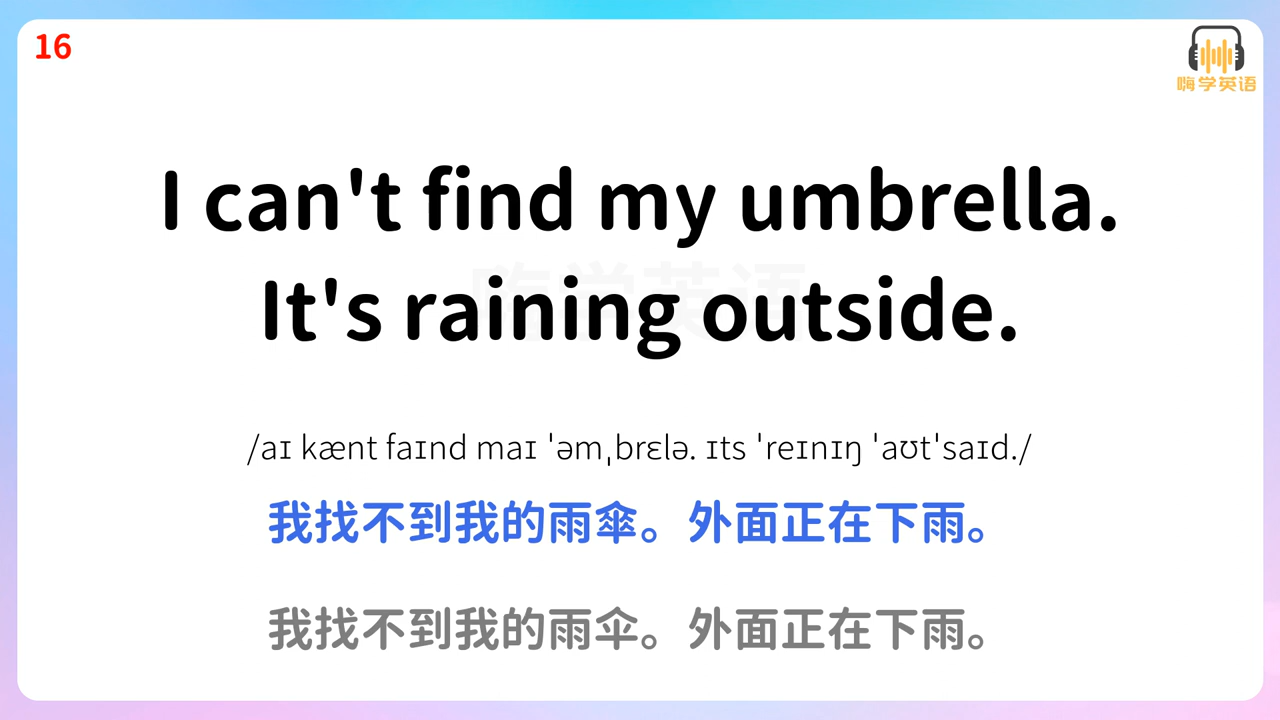 16
嗨学英语
I can't find my umbrella.
It's raining outside.
/aɪ kænt faɪnd maɪ ˈəmˌbrɛlə. ɪts ˈreɪnɪŋ ˈaʊtˈsaɪd./
我找不到我的雨傘。外面正在下雨。
我找不到我的雨伞。外面正在下雨。